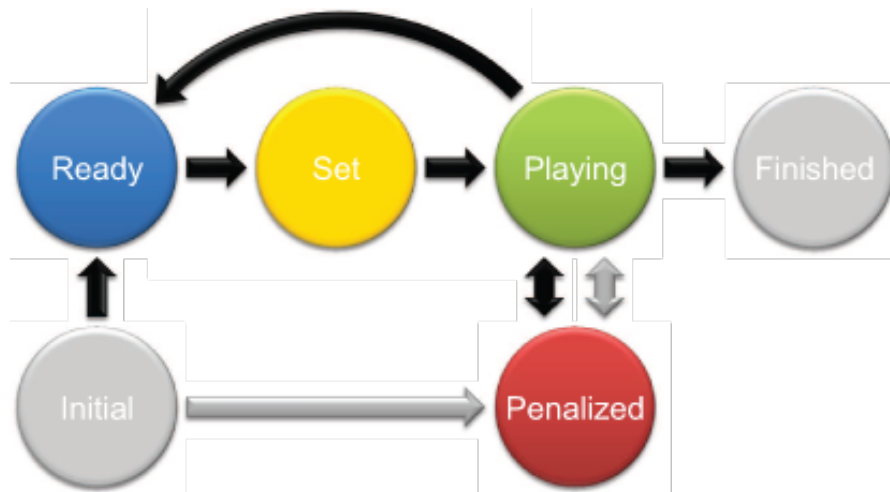 Ready
Set
Playing
Finished
Initial
Penalized